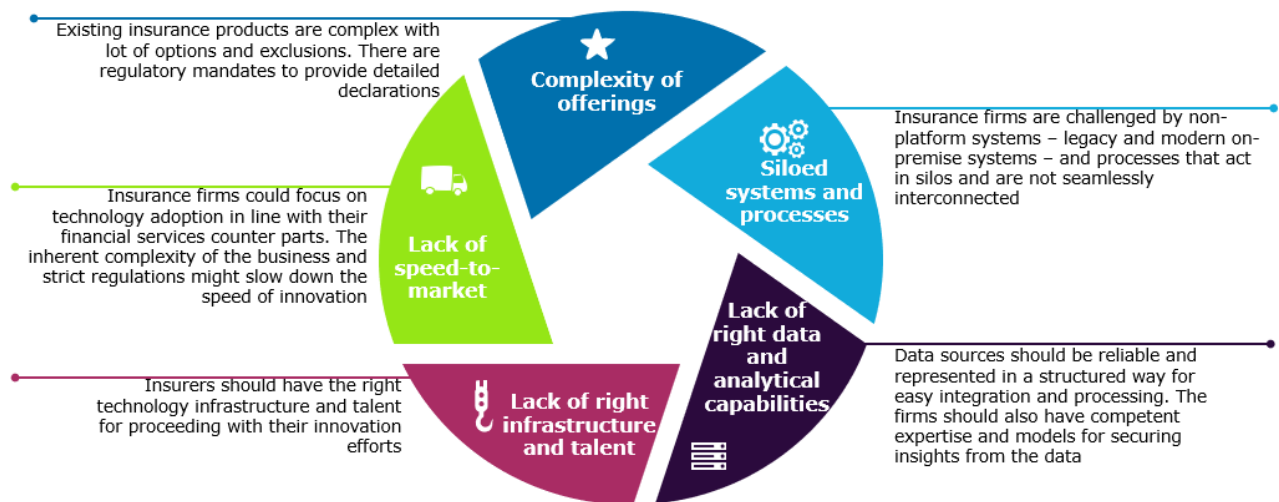 Existing insurance products are complex with
lot of options and exclusions. There are
regulatory mandates to provide detailed
declarations
Complexity of
offerings
Siloed
systems and
processes
Insurance firms are challenged by non-
platform systems – legacy and modern on-
premise systems – and processes that act
in silos and are not seamlessly
interconnected
Insurance firms could focus on
technology adoption in line with their
financial services counter parts. The
inherent complexity of the business and
strict regulations might slow down the
speed of innovation
Lack of
speed-to-
market
Lack of
right data
and
analytical
capabilities
Data sources should be reliable and
represented in a structured way for
easy integration and processing. The
firms should also have competent
expertise and models for securing
insights from the data
Insurers should have the right
technology infrastructure and talent
for proceeding with their innovation
efforts
Lack of right
infrastructure
and talent